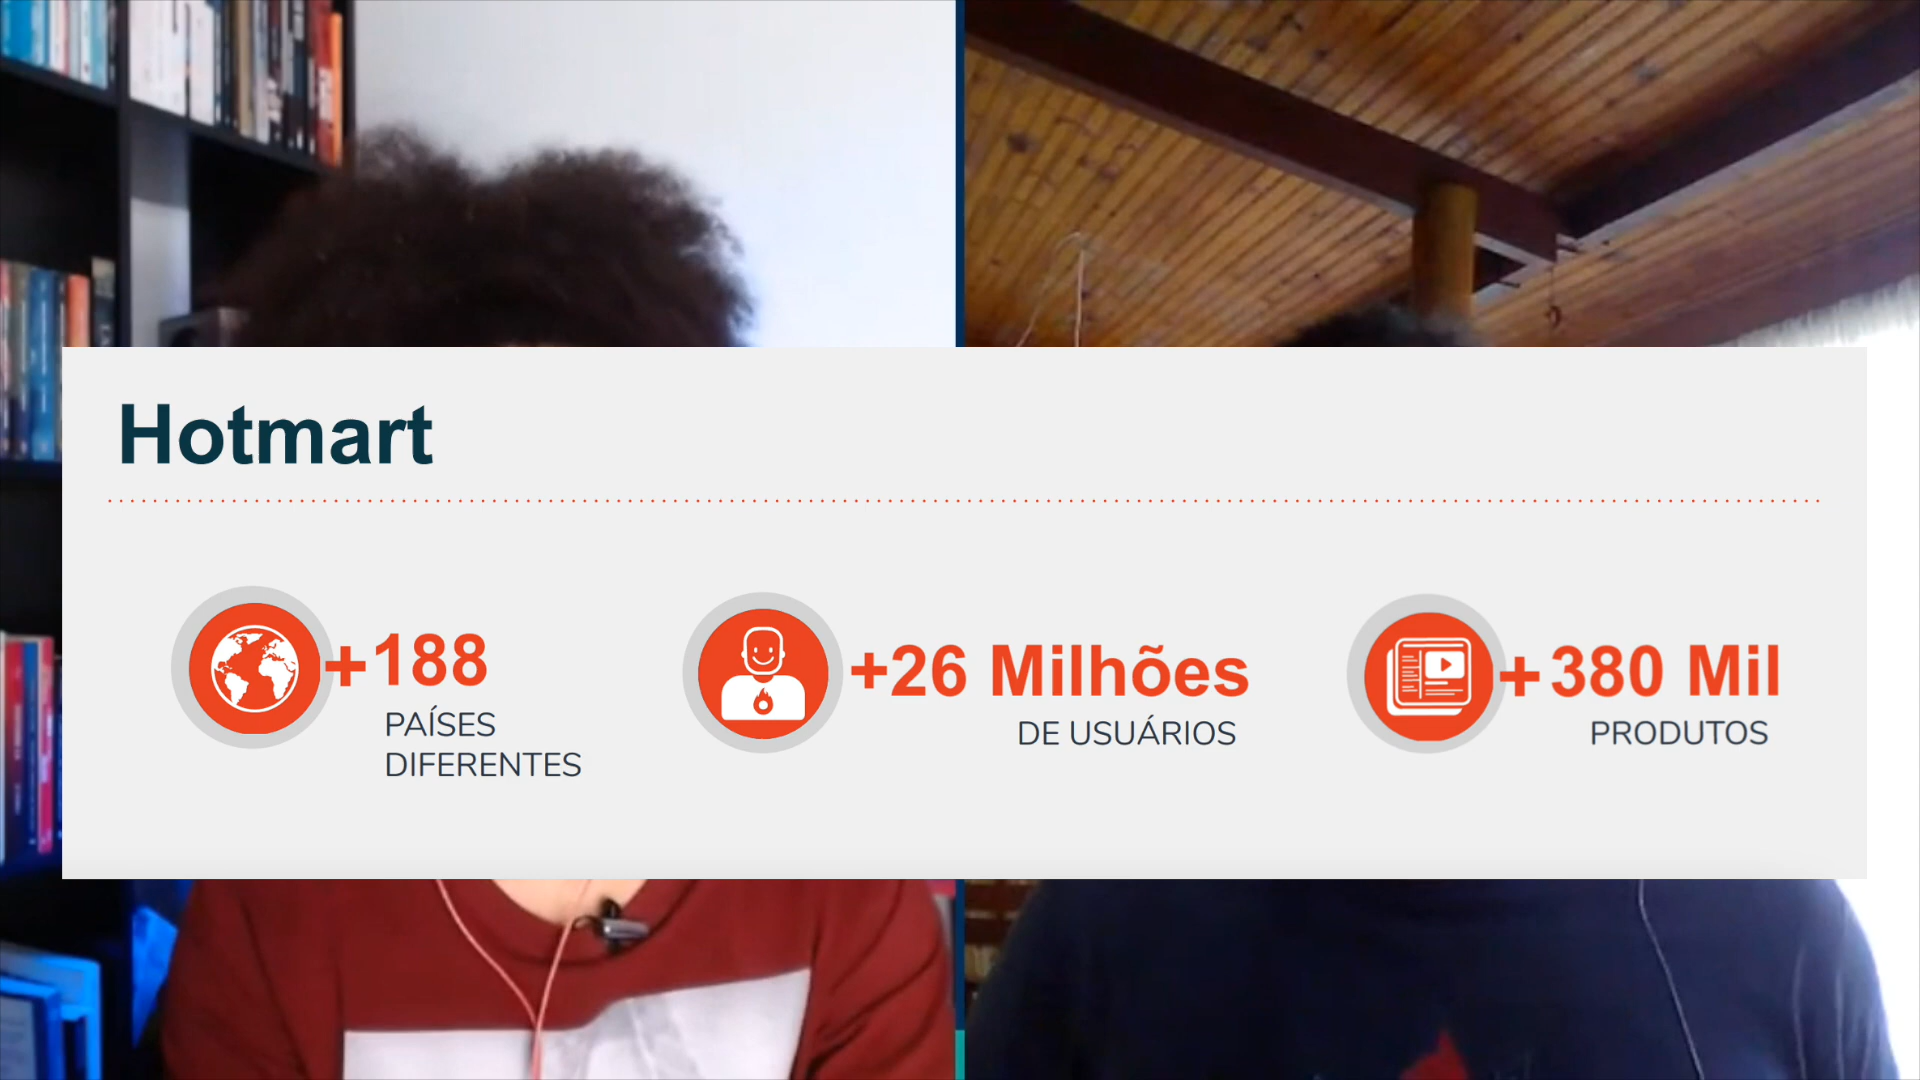 Hotmart
+188
PAÍSES
DIFERENTES
+26 Milhões
DE USUÁRIOS
+380 Mil
PRODUTOS